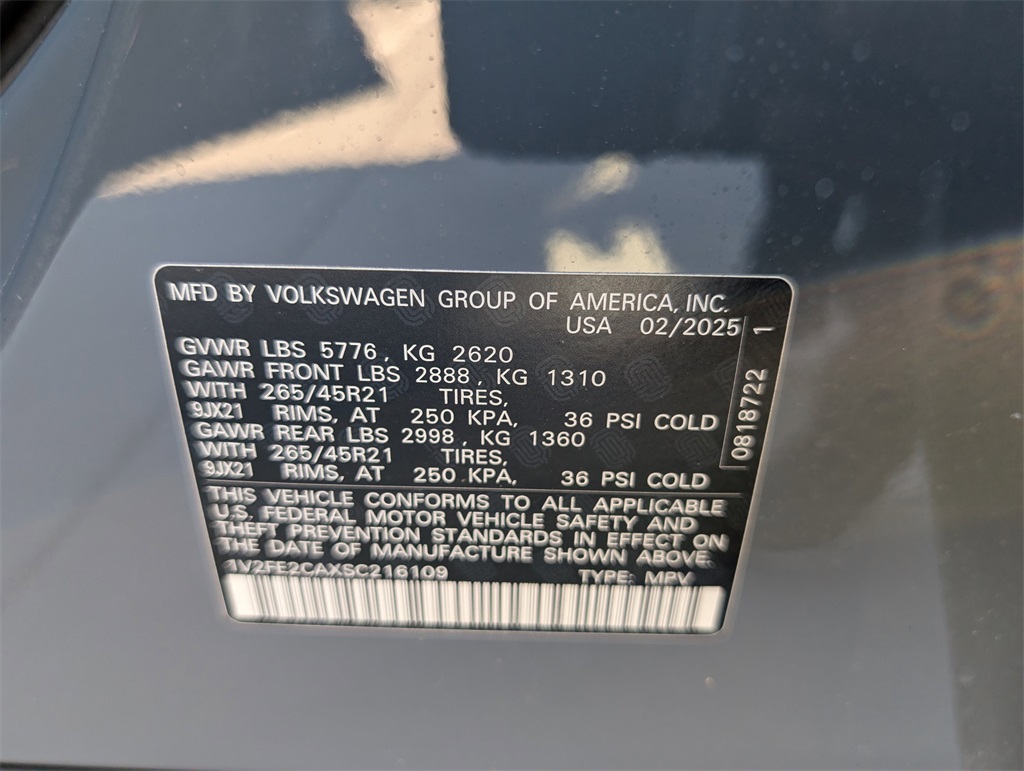 MFD BY VOLKSWAGEN GROUP OF AMERICA, INC.
USA 02/2025
GVWR LBS 5776, KG 2620
GAWR FRONT LBS 2888, KG 1310
WITH 265/45R21 TIRES,
9JX21 RIMS, AT 250 KPA, 36 PSI COLD
GAWR REAR LBS 2998, KG 1360
WITH 265/45R21 TIRES,
9JX21 RIMS, AT 250 KPA, 36 PSI COLD
THIS VEHICLE CONFORMS TO ALL APPLICABLE
U.S. FEDERAL MOTOR VEHICLE SAFETY AND
THEFT PREVENTION STANDARDS IN EFFECT ON
THE DATE OF MANUFACTURE SHOWN ABOVE.
1V2FE2CAXSC216109 TYPE: MPV
0818722 1